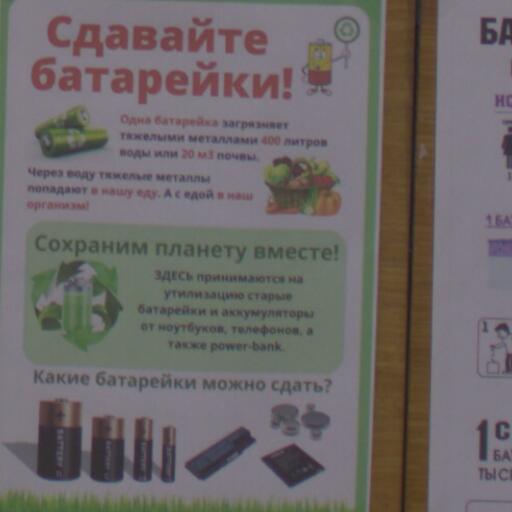 Сдавайте
батарейки!
Одна батарейка загрязняет
тяжелыми металлами 400 литров
воды или 20 м3 почвы.
Через воду тяжелые металлы
попадают в нашу еду. А с едой в наш
организм!
Сохраним планету вместе!
ЗДЕСЬ принимаются на
утилизацию старые
батарейки и аккумуляторы
от ноутбуков, телефонов, а
также power-bank.
Какие батарейки можно сдать?
БА
НО
1 БА
1
1 С
БА
ТЫ С